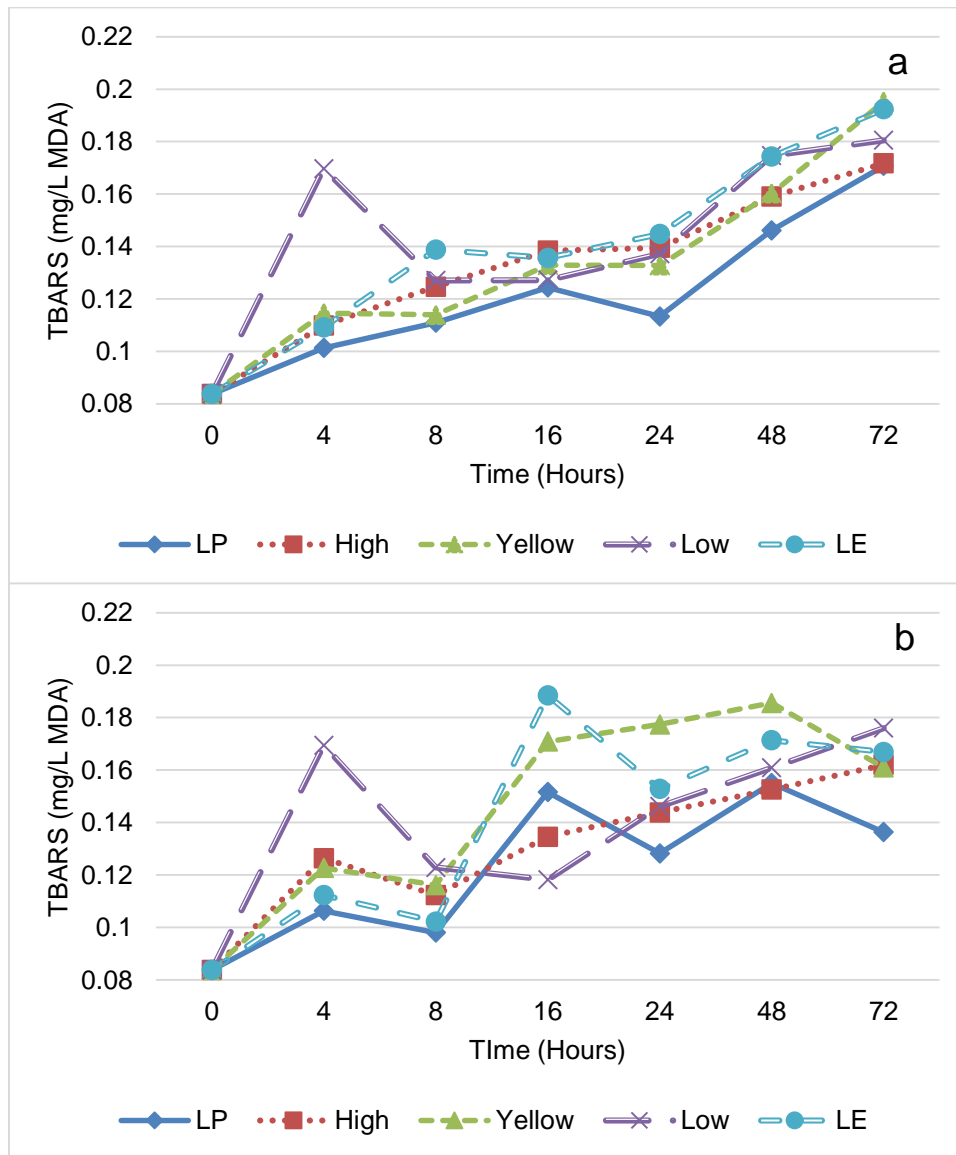 a
TBARS (mg/L MDA)
0.22
0.2
0.18
0.16
0.14
0.12
0.1
0.08
0 4 8 16 24 48 72
Time (Hours)
LP High Yellow Low LE
b
TBARS (mg/L MDA)
0.22
0.2
0.18
0.16
0.14
0.12
0.1
0.08
0 4 8 16 24 48 72
TIme (Hours)
LP High Yellow Low LE